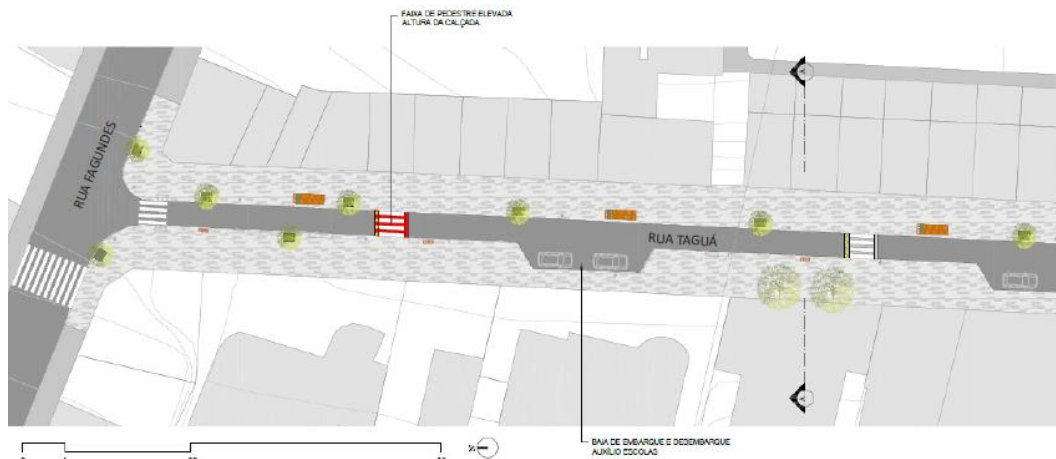 FAIXA DE PEDESTRE ELEVADA
ALTURA DA CALÇADA
RUA FAGUNDES
RUA TAGUÁ
BAIA DE EMBARQUE E DESEMBARQUE
AUXÍLIO ESCOLAS